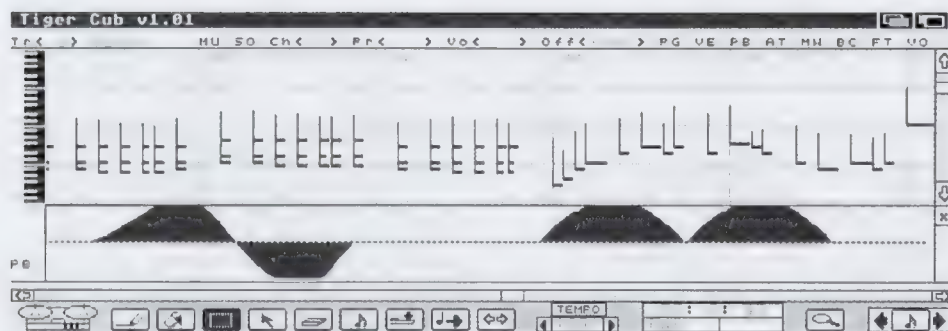 Tiger Cub v1.01
Tr< > MU SO Ch< > Pr< > Vo< > Off< > PG VE PB AT MW BC FT VO
PB
TEMPO